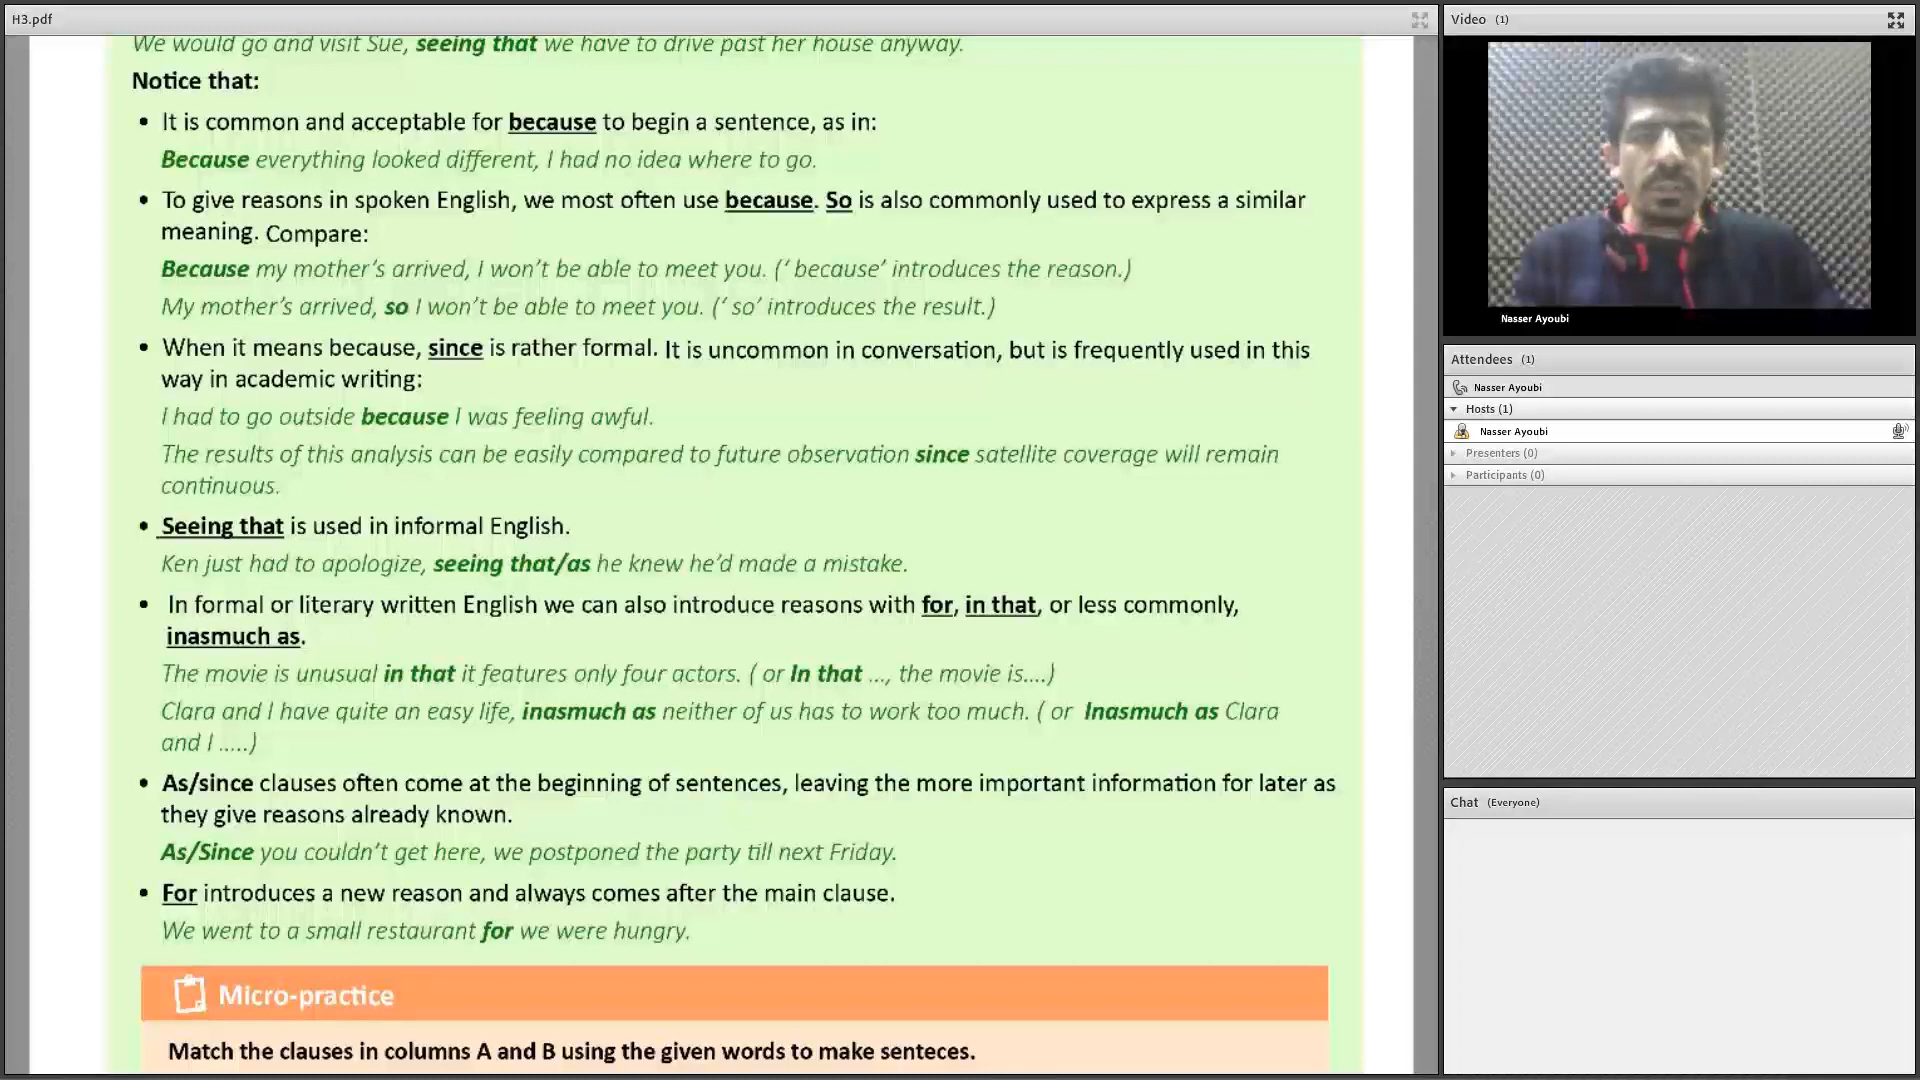 H3.pdf
We would go and visit Sue, seeing that we have to drive past her house anyway.
Notice that:
• It is common and acceptable for because to begin a sentence, as in:
Because everything looked different, I had no idea where to go.
• To give reasons in spoken English, we most often use because. So is also commonly used to express a similar
meaning. Compare:
Because my mother's arrived, I won't be able to meet you. (' because' introduces the reason.)
My mother's arrived, so I won't be able to meet you. (' so' introduces the result.)
• When it means because, since is rather formal. It is uncommon in conversation, but is frequently used in this
way in academic writing:
I had to go outside because I was feeling awful.
The results of this analysis can be easily compared to future observation since satellite coverage will remain
continuous.
• Seeing that is used in informal English.
Ken just had to apologize, seeing that/as he knew he'd made a mistake.
• In formal or literary written English we can also introduce reasons with for, in that, or less commonly,
inasmuch as.
The movie is unusual in that it features only four actors. ( or In that ..., the movie is....)
Clara and I have quite an easy life, inasmuch as neither of us has to work too much. ( or Inasmuch as Clara
and I .....)
• As/since clauses often come at the beginning of sentences, leaving the more important information for later as
they give reasons already known.
As/Since you couldn't get here, we postponed the party till next Friday.
• For introduces a new reason and always comes after the main clause.
We went to a small restaurant for we were hungry.
Micro-practice
Match the clauses in columns A and B using the given words to make senteces.
Video (1)
Nasser Ayoubi
Attendees (1)
Nasser Ayoubi
Hosts (1)
Nasser Ayoubi
Presenters (0)
Participants (0)
Chat (Everyone)